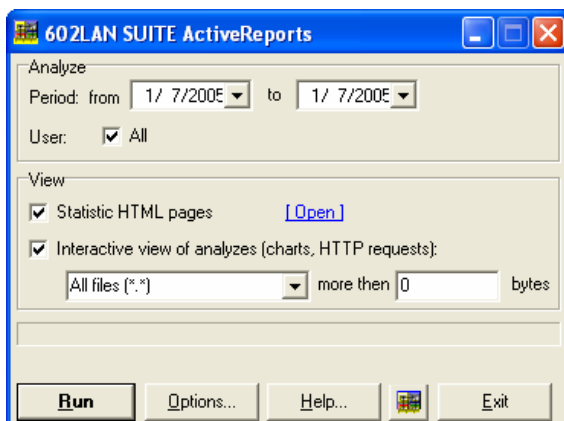 602LAN SUITE ActiveReports
Analyze
Period: from 1/ 7/2005 to 1/ 7/2005
User: All
View
Statistic HTML pages [ Open ]
Interactive view of analyzes (charts, HTTP requests):
All files (*.*) more then 0 bytes
Run Options... Help... Exit